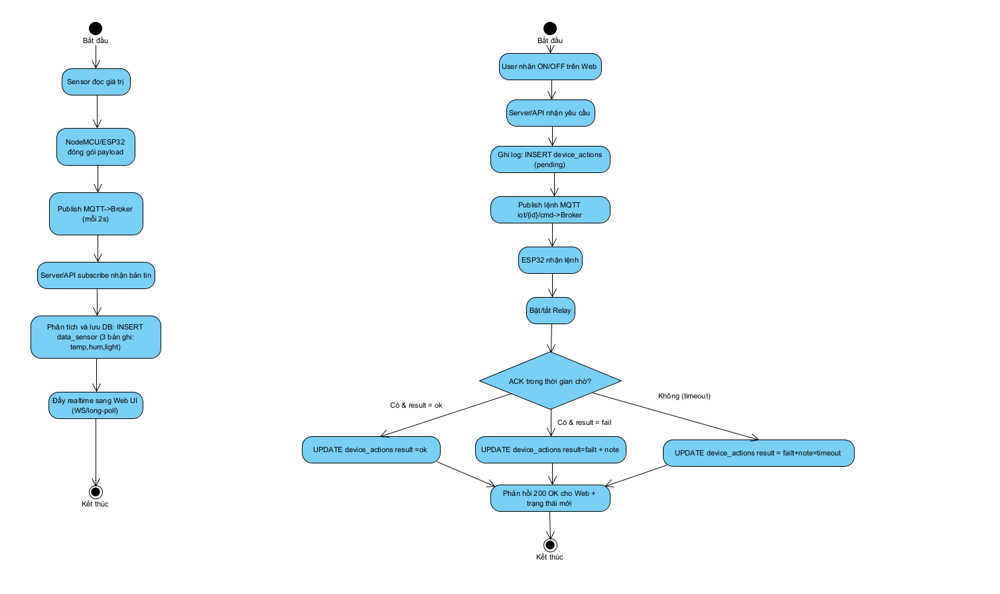 Bắt đầu
Sensor đọc giá trị
NodeMCU/ESP32
đóng gói payload
Publish MQTT->Broker
(mỗi 2s)
Server/API subscribe nhận bản tin
Phân tích và lưu DB: INSERT
data_sensor (3 bản ghi:
temp,hum,light)
Đẩy realtime sang Web UI
(WS/long-poll)
Kết thúc
Bắt đầu
User nhãn ON/OFF trên Web
Server/API nhận yêu cầu
Ghi log: INSERT device_actions
(pending)
Publish lệnh MQTT
iot/{id}/cmd->Broker
ESP32 nhận lệnh
Bật/tắt Relay
ACK trong thời gian chờ?
Có & result = ok
Có & result = fail
Không (timeout)
UPDATE device_actions result =ok
UPDATE device_actions result=failt + note
UPDATE device_actions result = failt+note=timeout
Phản hồi 200 OK cho Web +
trạng thái mới
Kết thúc